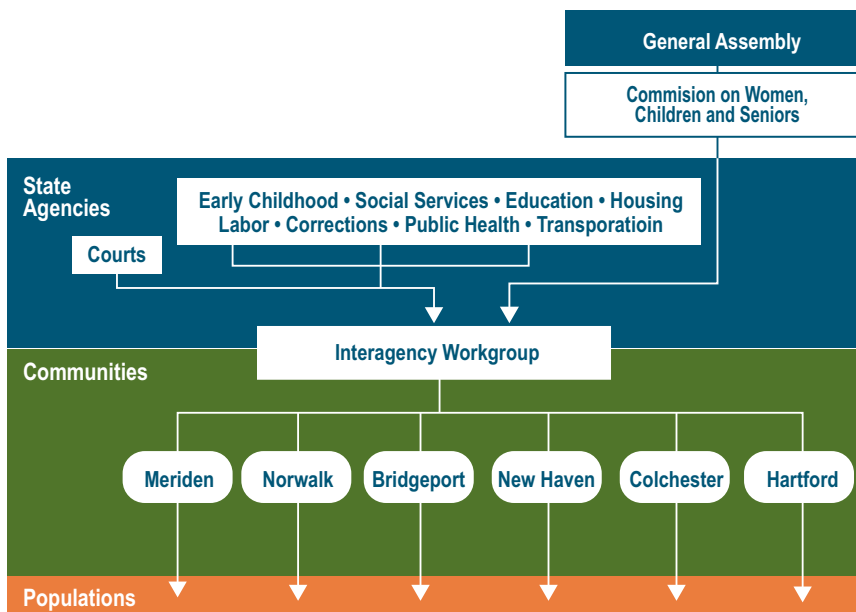 General Assembly
Commision on Women,
Children and Seniors
State
Agencies
Early Childhood • Social Services • Education • Housing
Labor • Corrections • Public Health • Transporatioin
Courts
Interagency Workgroup
Communities
Meriden
Norwalk
Bridgeport
New Haven
Colchester
Hartford
Populations